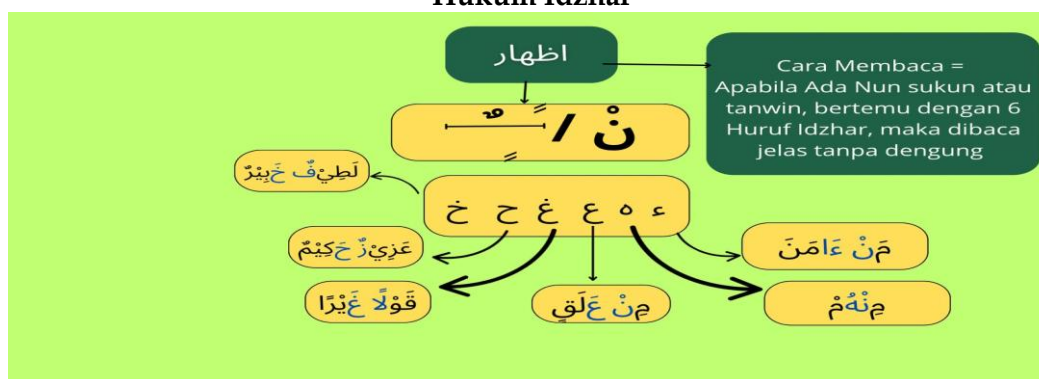 Hukum Idzhar
اظهار
Cara Membaca =
Apabila Ada Nun sukun atau
tanwin, bertemu dengan 6
Huruf Idzhar, maka dibaca
jelas tanpa dengung
نْ / ـًـٍـٌ
لَطِيْفٌ خَبِيْرٌ
ء ه ع غ ح خ
عَزِيْزٌ حَكِيْمٌ
مَنْ ءَامَنَ
قَوْلًا غَيْرًا
مِنْ عَلَقٍ
مِنْهُمْ